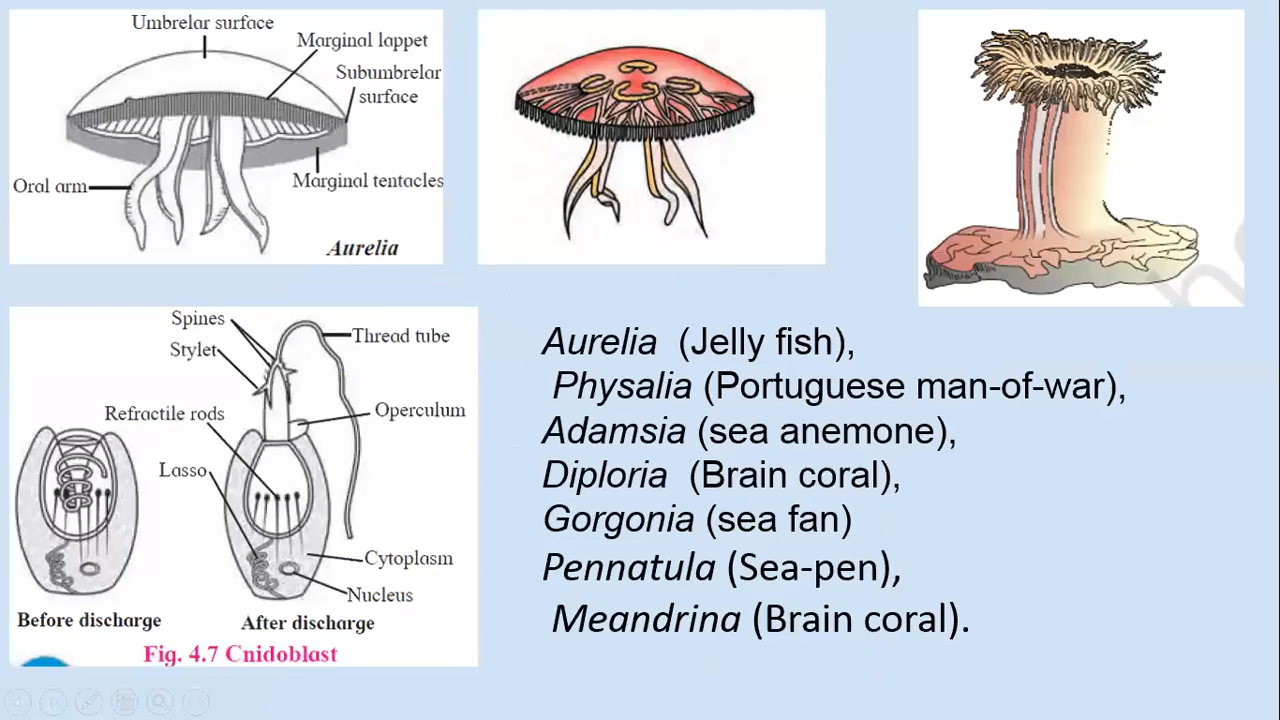 Umbrelar surface
Marginal lappet
Subumbrelar
surface
Oral arm
Marginal tentacles
Aurelia
Spines
Thread tube
Stylet
Refractile rods
Operculum
Lasso
Cytoplasm
Nucleus
Before discharge
After discharge
Fig. 4.7 Cnidoblast
Aurelia (Jelly fish),
Physalia (Portuguese man-of-war),
Adamsia (sea anemone),
Diploria (Brain coral),
Gorgonia (sea fan)
Pennatula (Sea-pen),
Meandrina (Brain coral).